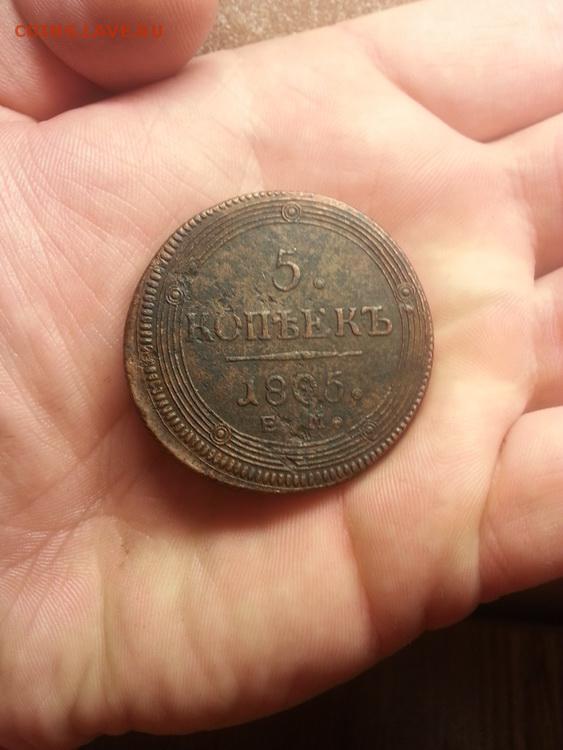 COINS.LAVE.RU
5.
КОПѢЕКЪ
1805.
Е. М.